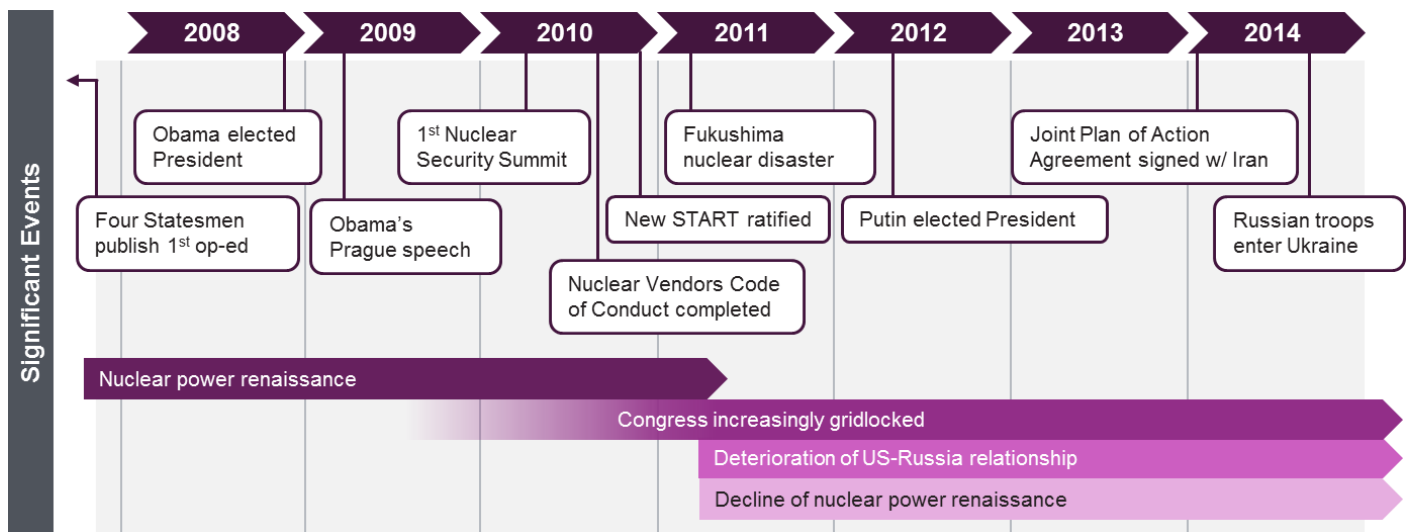 Significant Events
2008
2009
2010
2011
2012
2013
2014
Obama elected
President
1st Nuclear
Security Summit
Fukushima
nuclear disaster
Joint Plan of Action
Agreement signed w/ Iran
Four Statesmen
publish 1st op-ed
Obama’s
Prague speech
New START ratified
Putin elected President
Russian troops
enter Ukraine
Nuclear Vendors Code
of Conduct completed
Nuclear power renaissance
Congress increasingly gridlocked
Deterioration of US-Russia relationship
Decline of nuclear power renaissance